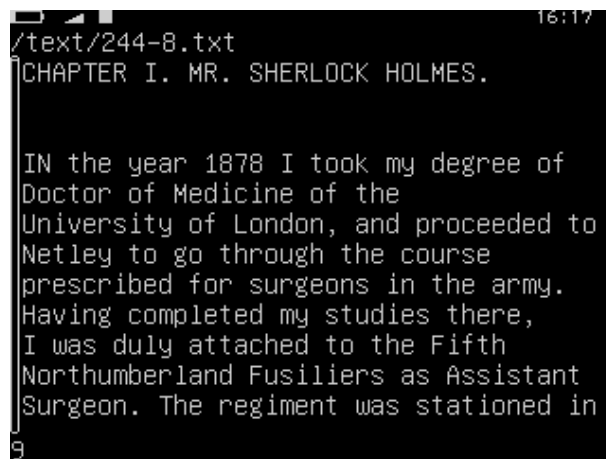 16:17
/text/244-8.txt
CHAPTER I. MR. SHERLOCK HOLMES.
IN the year 1878 I took my degree of
Doctor of Medicine of the
University of London, and proceeded to
Netley to go through the course
prescribed for surgeons in the army.
Having completed my studies there,
I was duly attached to the Fifth
Northumberland Fusiliers as Assistant
Surgeon. The regiment was stationed in
9